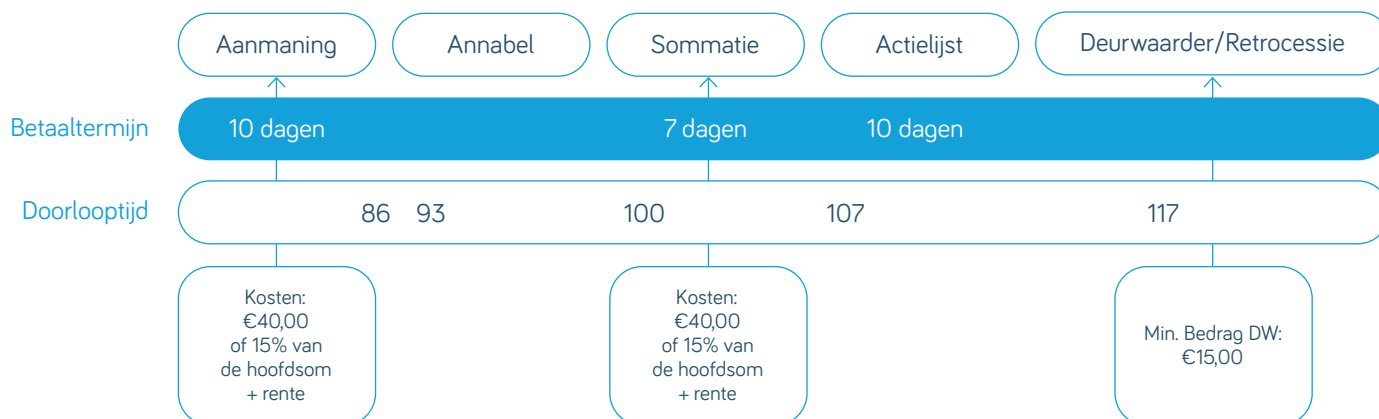 Aanmaning
Annabel
Sommatie
Actielijst
Deurwaarder/Retrocessie
Betaaltermijn
10 dagen
7 dagen
10 dagen
Doorlooptijd
86
93
100
107
117
Kosten:
€40,00
of 15% van
de hoofdsom
+ rente
Kosten:
€40,00
of 15% van
de hoofdsom
+ rente
Min. Bedrag DW:
€15,00